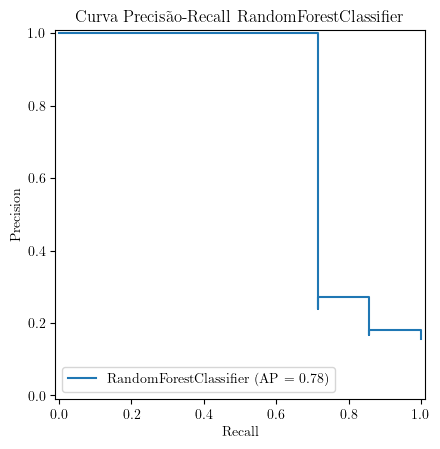 Curva Precisão-Recall RandomForestClassifier
1.0
0.8
0.6
0.4
0.2
0.0
Precision
RandomForestClassifier (AP = 0.78)
0.0 0.2 0.4 0.6 0.8 1.0
Recall